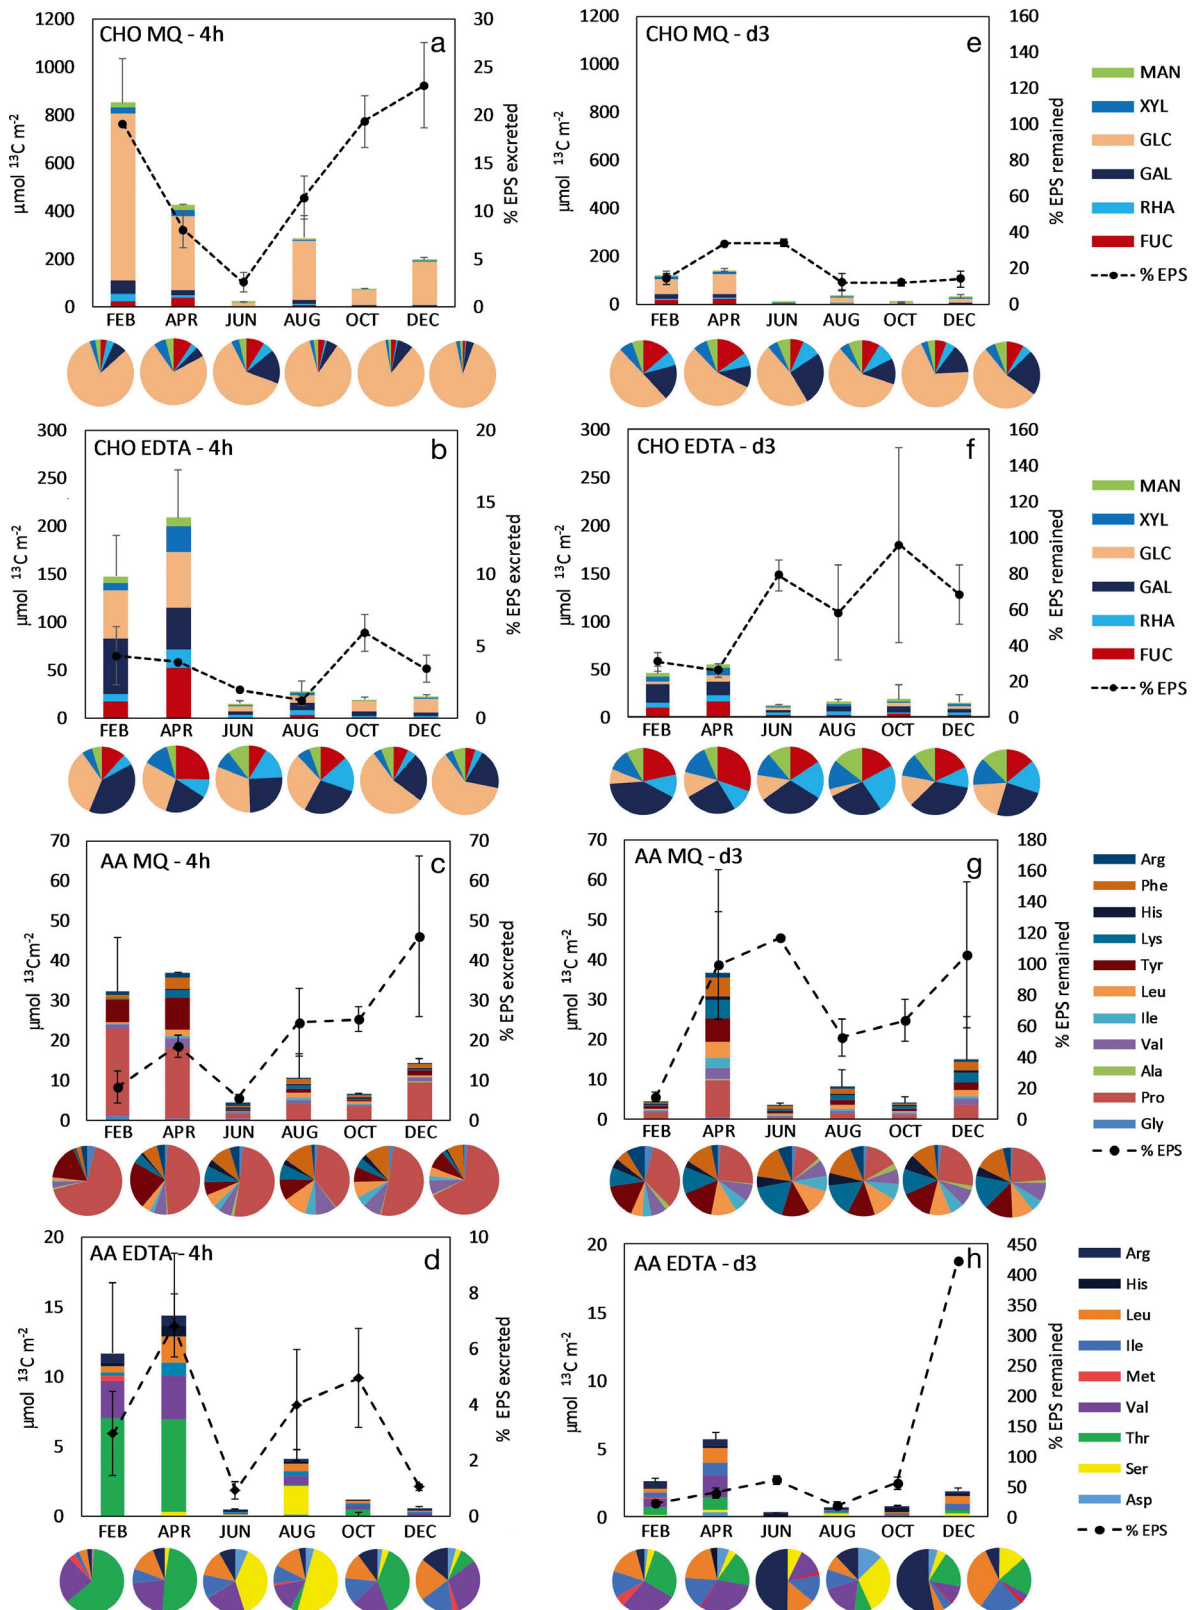 CHO MQ - 4h
a
1200
1000
800
600
400
200
0
30
25
20
15
10
5
0
µmol ¹³C m⁻²
% EPS excreted
FEB APR JUN AUG OCT DEC
CHO MQ - d3
e
1200
1000
800
600
400
200
0
160
140
120
100
80
60
40
20
0
µmol ¹³C m⁻²
% EPS remained
FEB APR JUN AUG OCT DEC
MAN
XYL
GLC
GAL
RHA
FUC
% EPS
CHO EDTA - 4h
b
300
250
200
150
100
50
0
20
15
10
5
0
µmol ¹³C m⁻²
% EPS excreted
FEB APR JUN AUG OCT DEC
CHO EDTA - d3
f
300
250
200
150
100
50
0
160
140
120
100
80
60
40
20
0
µmol ¹³C m⁻²
% EPS remained
FEB APR JUN AUG OCT DEC
MAN
XYL
GLC
GAL
RHA
FUC
% EPS
AA MQ - 4h
c
70
60
50
40
30
20
10
0
70
60
50
40
30
20
10
0
µmol ¹³Cm⁻²
% EPS excreted
FEB APR JUN AUG OCT DEC
AA MQ - d3
g
70
60
50
40
30
20
10
0
180
160
140
120
100
80
60
40
20
0
µmol ¹³C m⁻²
% EPS remained
FEB APR JUN AUG OCT DEC
Arg
Phe
His
Lys
Tyr
Leu
Ile
Val
Ala
Pro
Gly
% EPS
AA EDTA - 4h
d
20
15
10
5
0
10
8
6
4
2
0
µmol ¹³C m⁻²
% EPS excreted
FEB APR JUN AUG OCT DEC
AA EDTA - d3
h
20
15
10
5
0
450
400
350
300
250
200
150
100
50
0
µmol ¹³C m⁻²
% EPS remained
FEB APR JUN AUG OCT DEC
Arg
His
Leu
Ile
Met
Val
Thr
Ser
Asp
% EPS